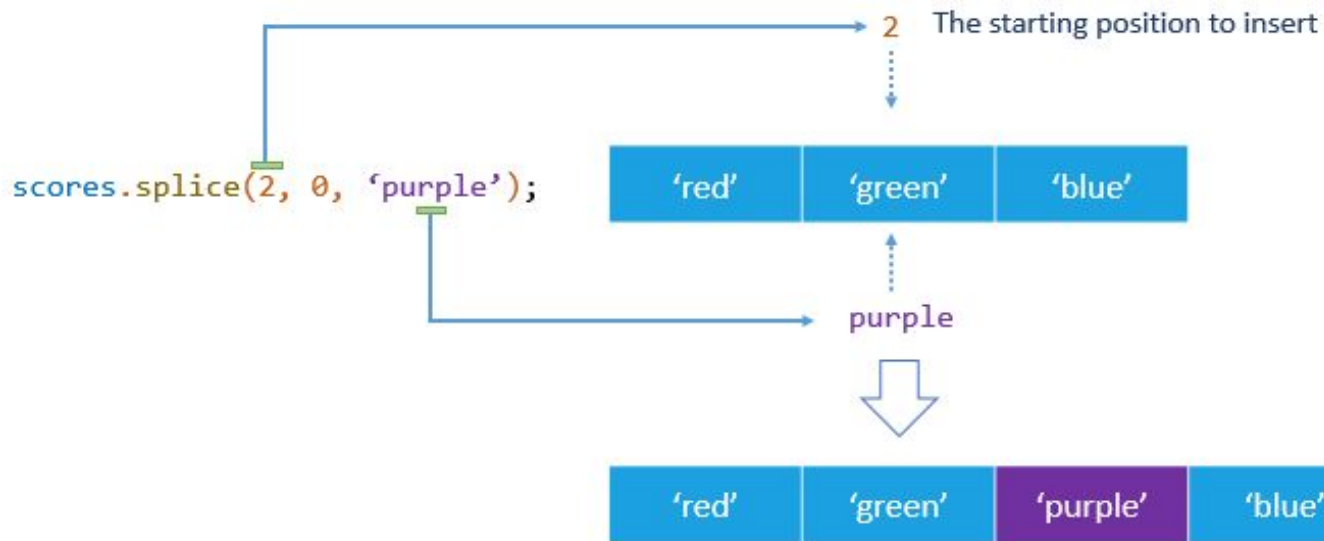 2 The starting position to insert
scores.splice(2, 0, ‘purple’);
‘red’ ‘green’ ‘blue’
purple
‘red’ ‘green’ ‘purple’ ‘blue’